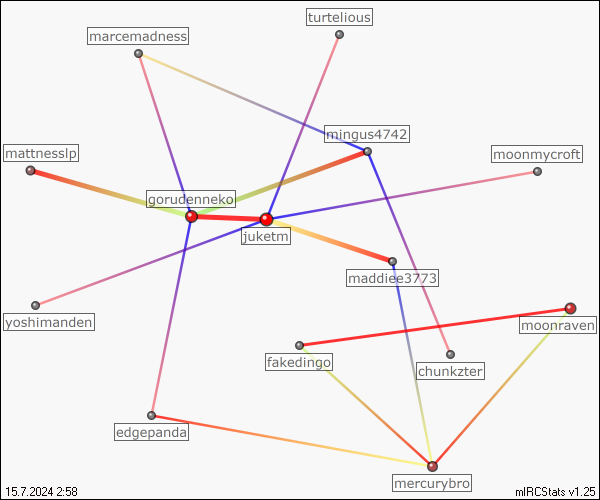 turtelious
marcemadness
mingus4742
mattnesslp
moonmycroft
gorudenneko
juketm
maddiee3773
yoshimanden
moonraven
fakedingo
chunkzter
edgepanda
mercurybro
15.7.2024 2:58
mIRCStats v1.25